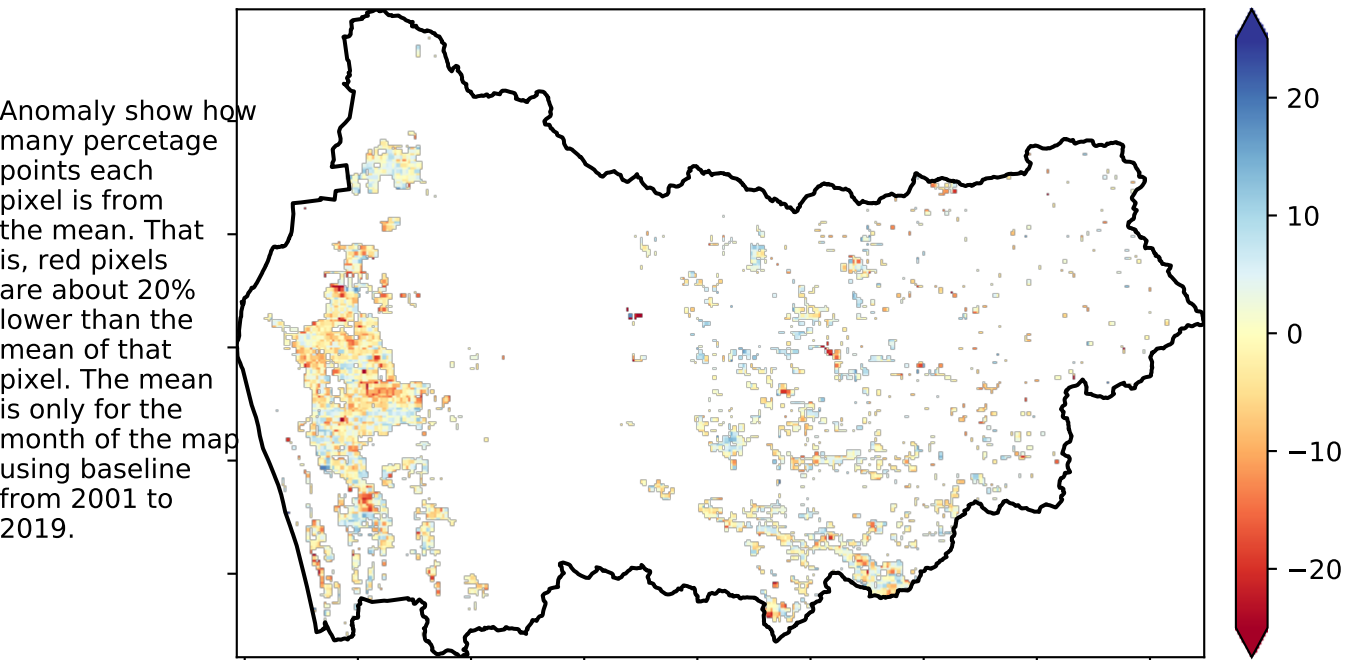 Anomaly show how
many percetage
points each
pixel is from
the mean. That
is, red pixels
are about 20%
lower than the
mean of that
pixel. The mean
is only for the
month of the map
using baseline
from 2001 to
2019.
20
10
0
−10
−20